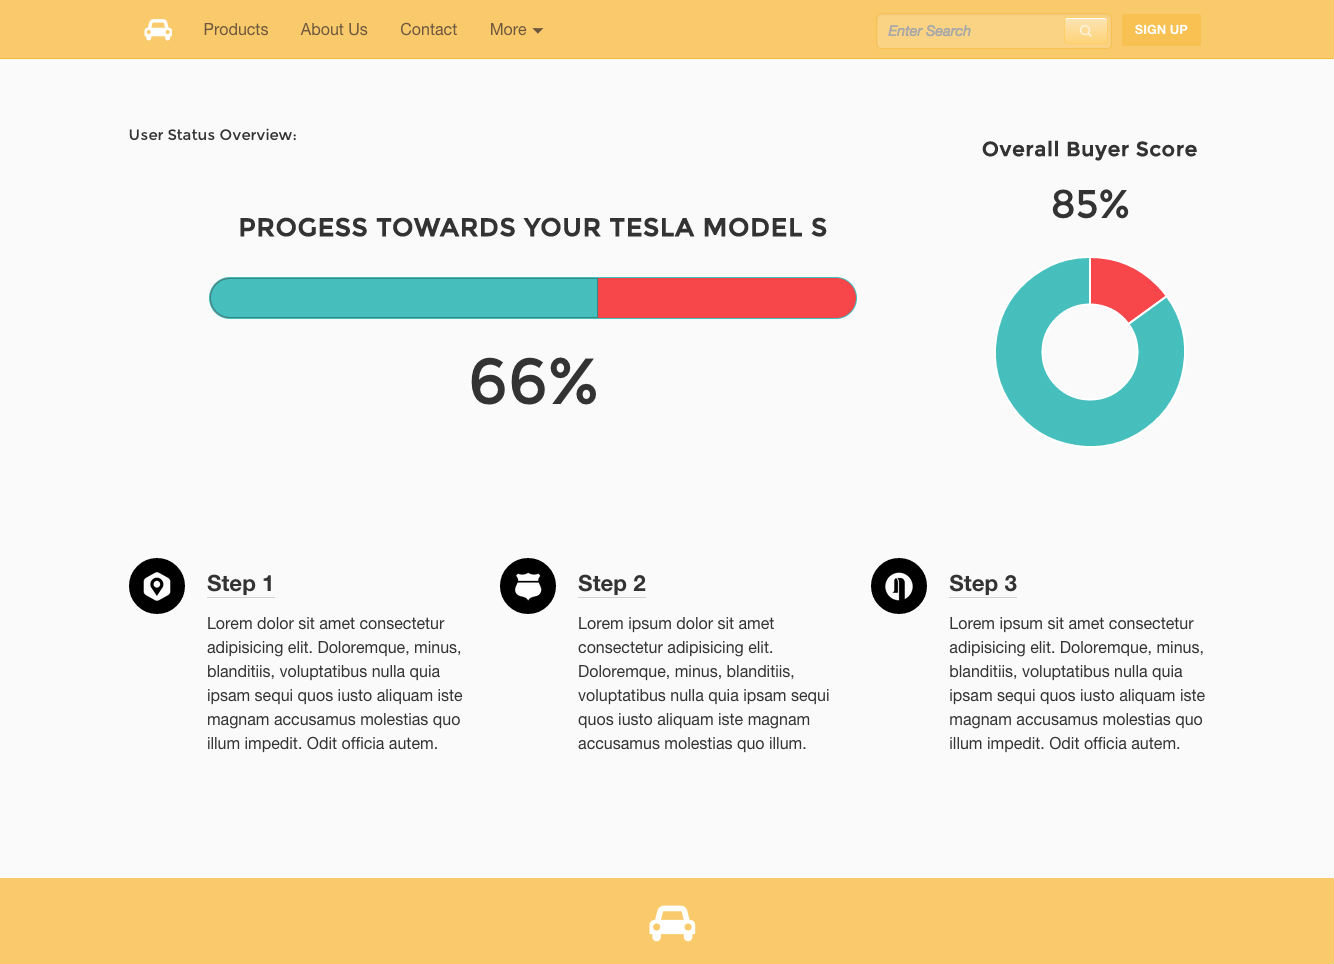 Products About Us Contact More Enter Search SIGN UP
User Status Overview:
PROGESS TOWARDS YOUR TESLA MODEL S
66%
Overall Buyer Score
85%
Step 1
Lorem dolor sit amet consectetur
adipisicing elit. Doloremque, minus,
blanditiis, voluptatibus nulla quia
ipsam sequi quos iusto aliquam iste
magnam accusamus molestias quo
illum impedit. Odit officia autem.
Step 2
Lorem ipsum dolor sit amet
consectetur adipisicing elit.
Doloremque, minus, blanditiis,
voluptatibus nulla quia ipsam sequi
quos iusto aliquam iste magnam
accusamus molestias quo illum.
Step 3
Lorem ipsum sit amet consectetur
adipisicing elit. Doloremque, minus,
blanditiis, voluptatibus nulla quia
ipsam sequi quos iusto aliquam iste
magnam accusamus molestias quo
illum impedit. Odit officia autem.